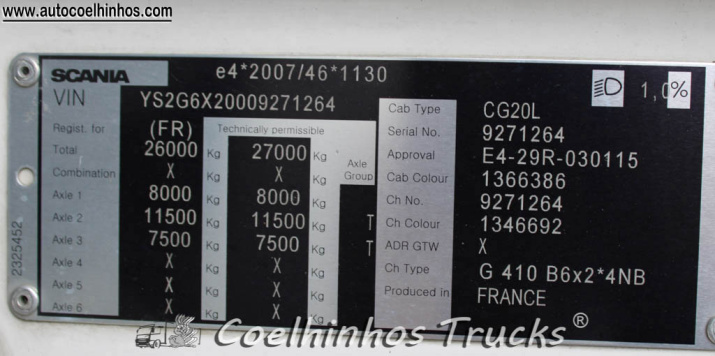 www.autocoelhinhos.com
SCANIA e4*2007/46*1130 1,0%
VIN YS2G6X20009271264
Regist. for (FR) Technically permissible
Total 26000 Kg 27000 Kg Axle Group
Combination X Kg X Kg
Axle 1 8000 Kg 8000 Kg
Axle 2 11500 Kg 11500 Kg T
Axle 3 7500 Kg 7500 Kg T
Axle 4 X Kg X Kg
Axle 5 X Kg X Kg
Axle 6 X Kg X Kg
Cab Type CG20L
Serial No. 9271264
Approval E4-29R-030115
Cab Colour 1366386
Ch No. 9271264
Ch Colour 1346692
ADR GTW X
Ch Type G 410 B6x2*4NB
Produced in FRANCE
2325452
Coelhinhos Trucks ®